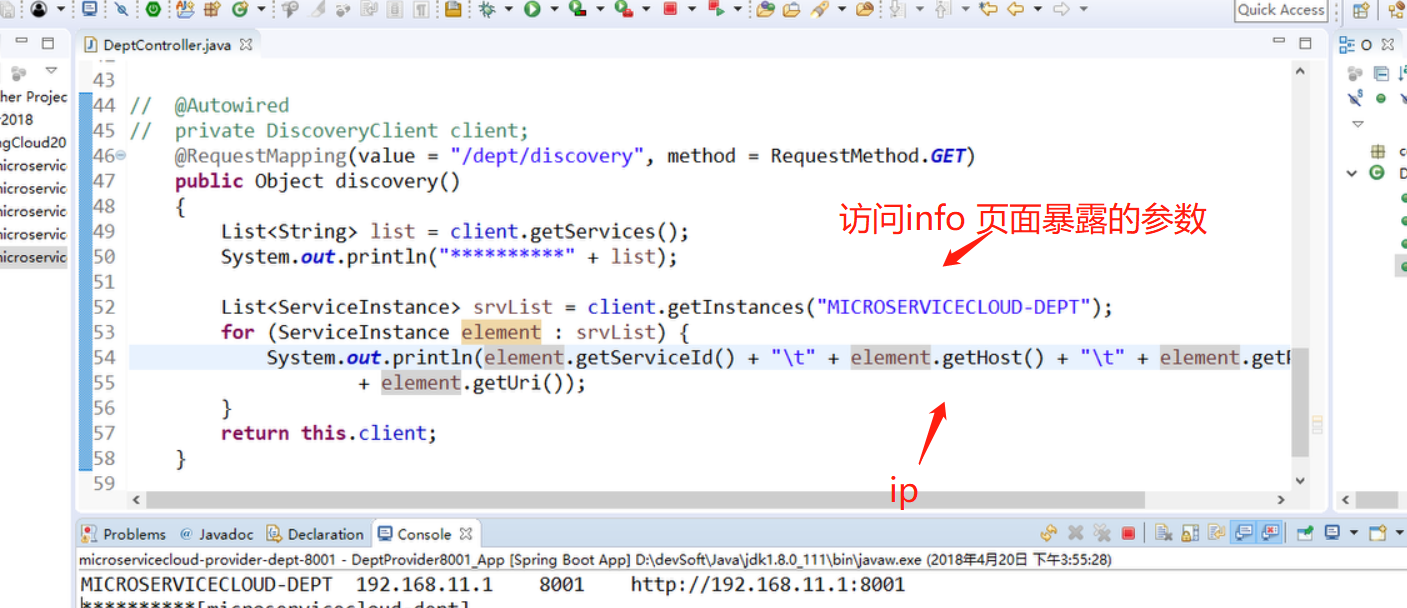 Quick Access
DeptController.java
O
her Projec
2018
ngCloud20
microservic
microservic
microservic
microservic
microservic
43
44 // @Autowired
45 // private DiscoveryClient client;
46 @RequestMapping(value = "/dept/discovery", method = RequestMethod.GET)
47 public Object discovery()
48 {
访问info 页面暴露的参数
49 List<String> list = client.getServices();
50 System.out.println("**********" + list);
51
52 List<ServiceInstance> srvList = client.getInstances("MICROSERVICECLOUD-DEPT");
53 for (ServiceInstance element : srvList) {
54 System.out.println(element.getServiceId() + "\t" + element.getHost() + "\t" + element.getP
55 + element.getUri());
56 }
57 return this.client;
58 }
59
ip
Problems @ Javadoc Declaration Console
microservicecloud-provider-dept-8001 - DeptProvider8001_App [Spring Boot App] D:\devSoft\Java\jdk1.8.0_111\bin\javaw.exe (2018年4月20日 下午3:55:28)
MICROSERVICECLOUD-DEPT 192.168.11.1 8001 http://192.168.11.1:8001
**********[microservicecloud-dept]